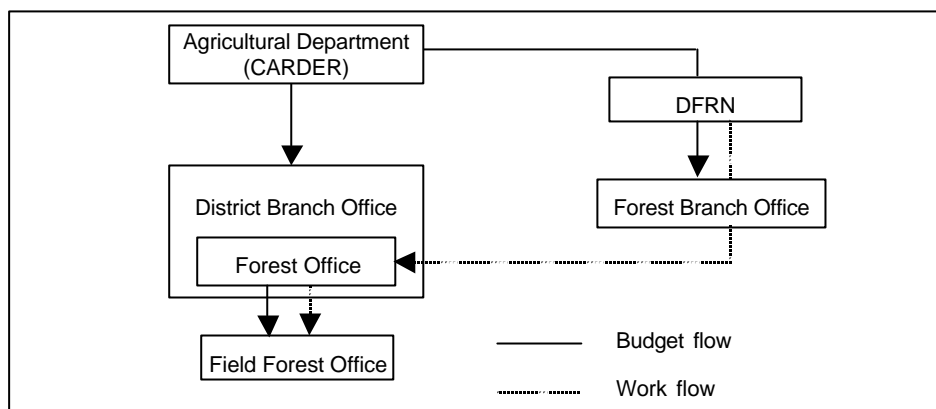 Agricultural Department
(CARDER)
DFRN
District Branch Office
Forest Branch Office
Forest Office
Field Forest Office
Budget flow
Work flow